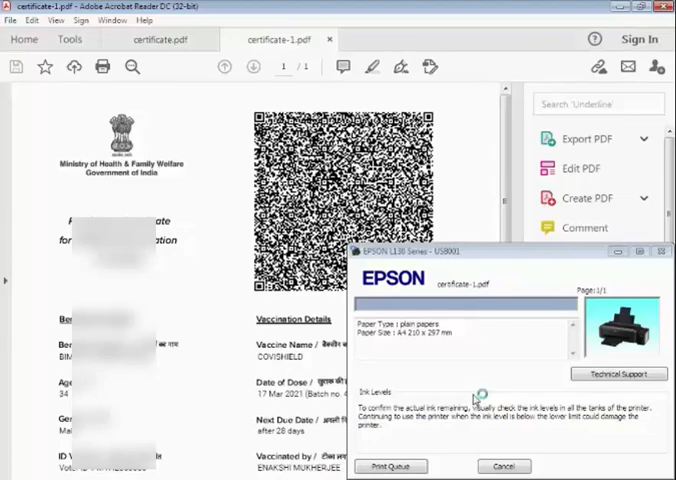 certificate-1.pdf - Adobe Acrobat Reader DC (32-bit)
File Edit View Sign Window Help
Home Tools certificate.pdf certificate-1.pdf × Sign In
1 / 1
Search 'Underline'
Export PDF
Edit PDF
Create PDF
Comment
Ministry of Health & Family Welfare
Government of India
for
Vaccination Details
Vaccine Name /
COVISHIELD
Age
34
Date of Dose /
17 Mar 2021 (Batch no. 4
Next Due Date /
after 28 days
Vaccinated by /
ENAKSHI MUKHERJEE
EPSON L130 Series - USB001
EPSON
certificate-1.pdf
Page:1/1
Paper Type : plain papers
Paper Size : A4 210 x 297 mm
Technical Support
Ink Levels
To confirm the actual ink remaining, visually check the ink levels in all the tanks of the printer.
Continuing to use the printer when the ink level is below the lower limit could damage the
printer.
Print Queue
Cancel